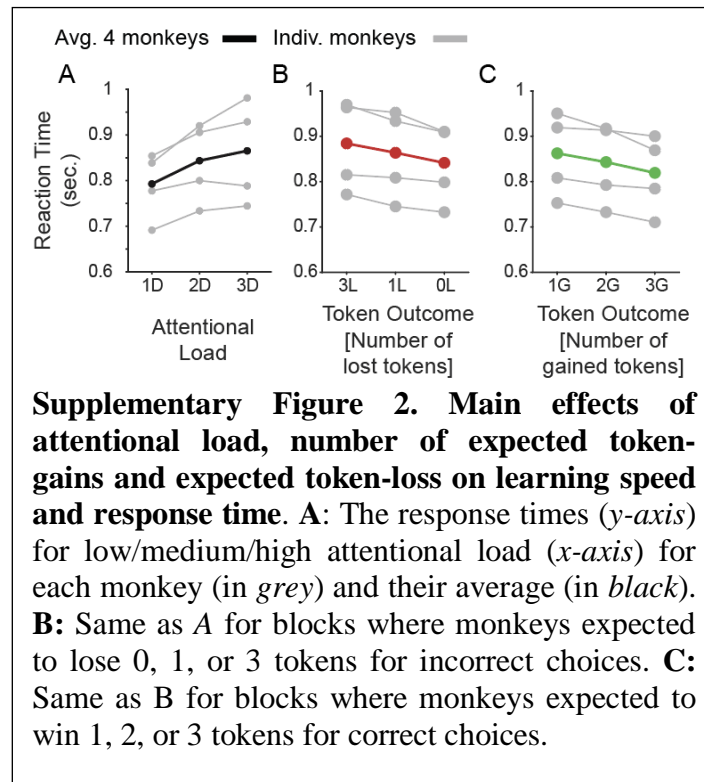 Avg. 4 monkeys Indiv. monkeys
A B C
1 1 1
0.9 0.9 0.9
0.8 0.8 0.8
0.7 0.7 0.7
0.6 0.6 0.6
Reaction Time
(sec.)
1D 2D 3D 3L 1L 0L 1G 2G 3G
Attentional
Load
Token Outcome
[Number of
lost tokens]
Token Outcome
[Number of
gained tokens]
Supplementary Figure 2. Main effects of
attentional load, number of expected token-
gains and expected token-loss on learning speed
and response time. A: The response times (y-axis)
for low/medium/high attentional load (x-axis) for
each monkey (in grey) and their average (in black).
B: Same as A for blocks where monkeys expected
to lose 0, 1, or 3 tokens for incorrect choices. C:
Same as B for blocks where monkeys expected to
win 1, 2, or 3 tokens for correct choices.